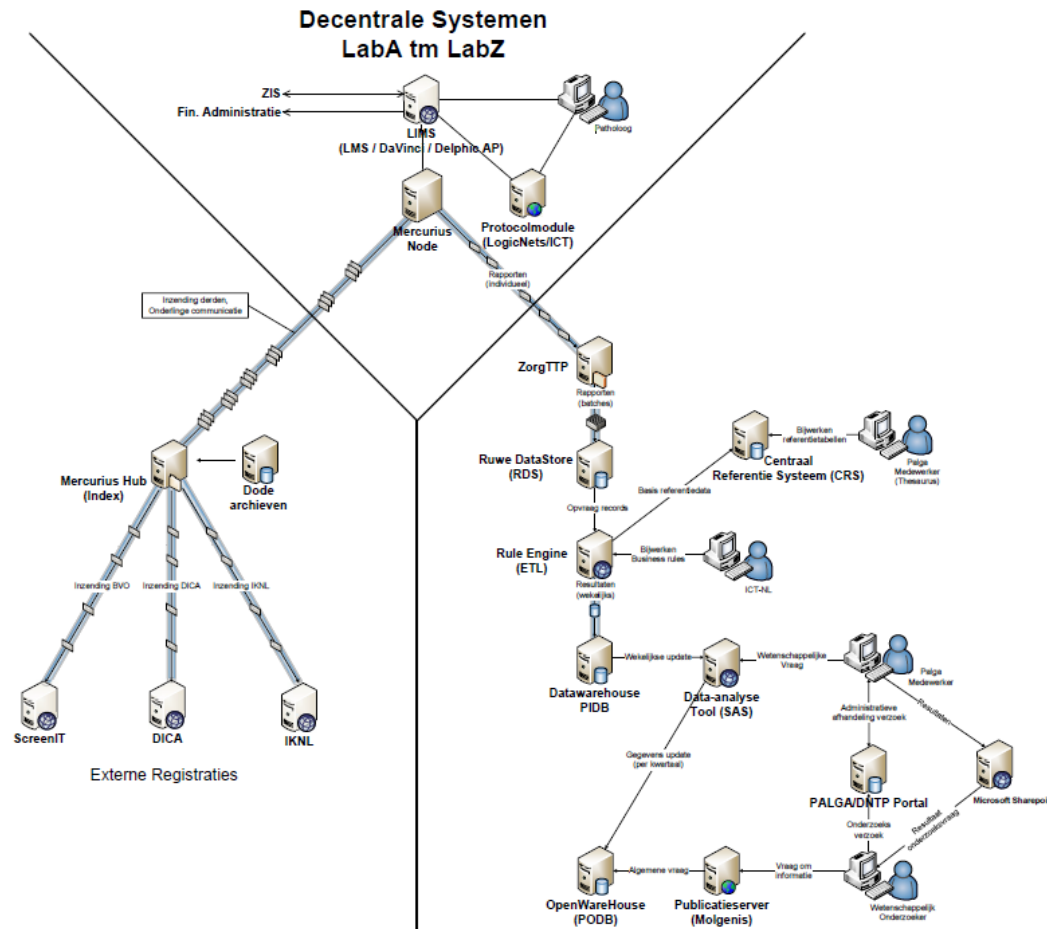 Decentrale Systemen
LabA tm LabZ
ZIS
Fin. Administratie
LIMS
(LMS / DaVinci / Delphic AP)
Patholoog
Mercurius
Node
Protocolmodule
(LogicNets/ICT)
Rapporten
(individueel)
Inzending derden,
Onderlinge communicatie
ZorgTTP
Rapporten
(batches)
Mercurius Hub
(Index)
Dode
archieven
Ruwe DataStore
(RDS)
Bijwerken
referentietabellen
Centraal
Referentie Systeem (CRS)
Palga
Medewerker
(Thesaurus)
Basis referentiedata
Opvraag records
Rule Engine
(ETL)
Bijwerken
Business rules
ICT-NL
Resultaten
(wekelijks)
Inzending BVO
Inzending DICA
Inzending IKNL
Wekelijkse update
Wetenschappelijke
Vraag
Datawarehouse
PIDB
Data-analyse
Tool (SAS)
Palga
Medewerker
ScreenIT
DICA
IKNL
Externe Registraties
Administratieve
afhandeling verzoek
Resultaten
Gegevens update
(per kwartaal)
PALGA/DNTP Portal
Microsoft Sharepoi
Onderzoeks
verzoek
Resultaat
onderzoeksvraag
Algemene vraag
Vraag om
informatie
OpenWareHouse
(PODB)
Publicatieserver
(Molgenis)
Wetenschappelijk
Onderzoeker